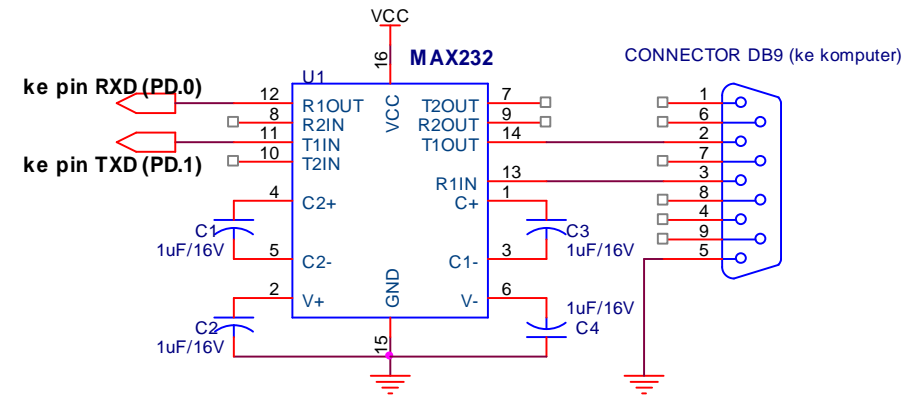 VCC
MAX232
CONNECTOR DB9 (ke komputer)
U1
16
ke pin RXD (PD.0)
12
R1OUT
VCC
T2OUT
7
1
8
R2IN
R2OUT
9
6
11
T1IN
T1OUT
14
2
ke pin TXD (PD.1)
10
T2IN
7
R1IN
13
3
4
C2+
C+
1
8
4
C1
1uF/16V
C3
1uF/16V
9
5
C2-
C1-
3
5
2
V+
GND
V-
6
C2
1uF/16V
1uF/16V
C4
15